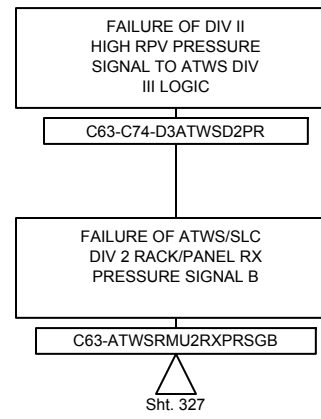 FAILURE OF DIV II
HIGH RPV PRESSURE
SIGNAL TO ATWS DIV
III LOGIC
C63-C74-D3ATWSD2PR
FAILURE OF ATWS/SLC
DIV 2 RACK/PANEL RX
PRESSURE SIGNAL B
C63-ATWSRMU2RXPRSGB
Sht. 327